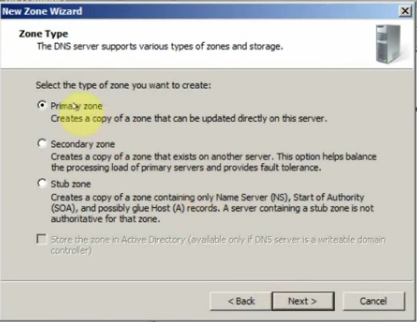 New Zone Wizard
Zone Type
The DNS server supports various types of zones and storage.
Select the type of zone you want to create:
Primary zone
Creates a copy of a zone that can be updated directly on this server.
Secondary zone
Creates a copy of a zone that exists on another server. This option helps balance
the processing load of primary servers and provides fault tolerance.
Stub zone
Creates a copy of a zone containing only Name Server (NS), Start of Authority
(SOA), and possibly glue Host (A) records. A server containing a stub zone is not
authoritative for that zone.
Store the zone in Active Directory (available only if DNS server is a writeable domain
controller)
< Back Next > Cancel